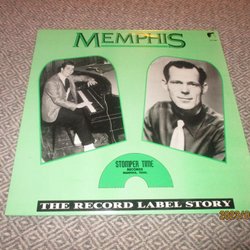 MEMPHIS
STOMPER TIME
RECORDS
MEMPHIS, TENN.
THE RECORD LABEL STORY